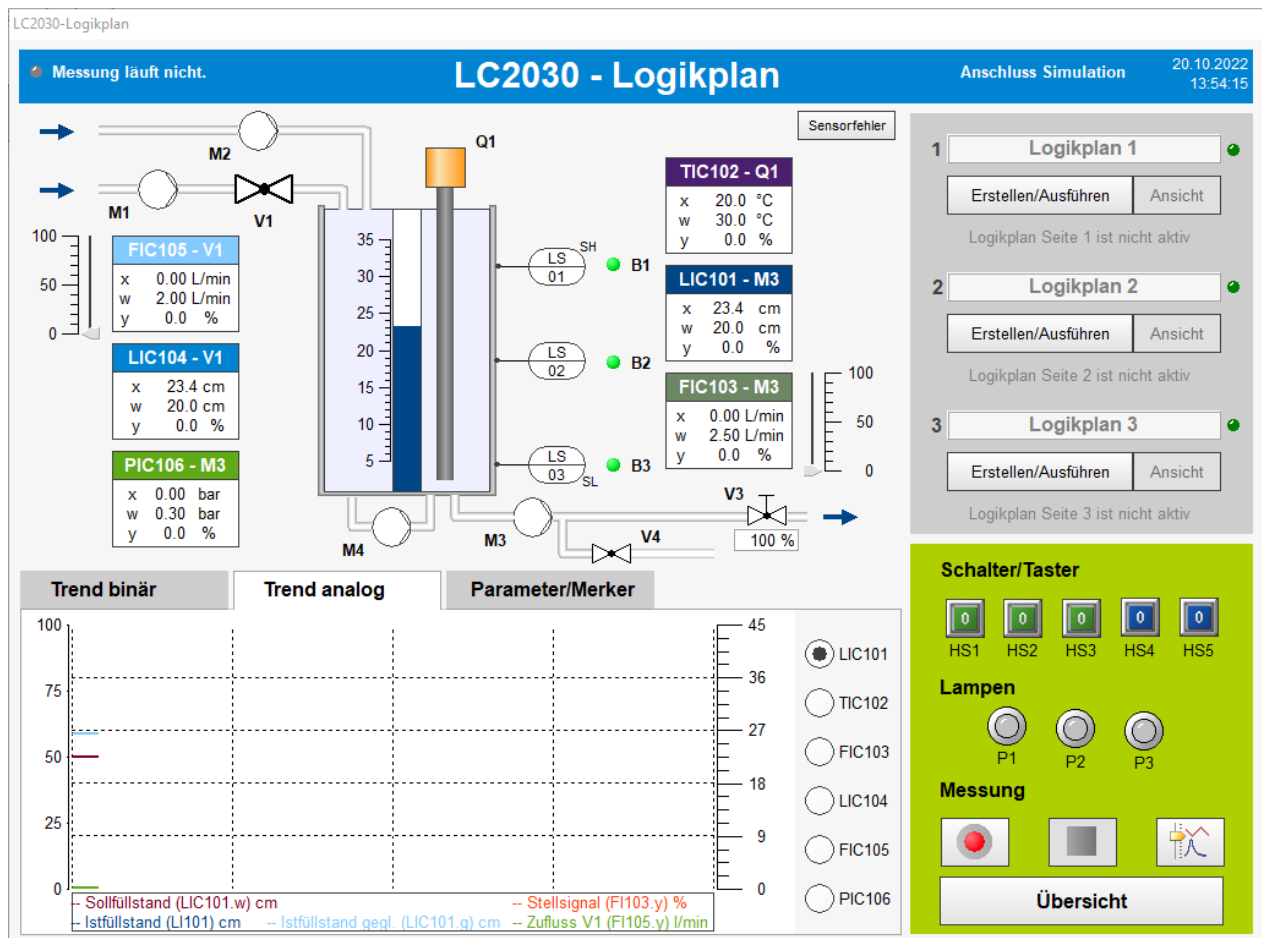 LC2030-Logikplan
Messung läuft nicht.
LC2030 - Logikplan
Anschluss Simulation
20.10.2022
13:54:15
Sensorfehler
M2
Q1
M1
V1
100
50
0
FIC105 - V1
x 0.00 L/min
w 2.00 L/min
y 0.0 %
LIC104 - V1
x 23.4 cm
w 20.0 cm
y 0.0 %
PIC106 - M3
x 0.00 bar
w 0.30 bar
y 0.0 %
35
30
25
20
15
10
5
LS
01
SH
B1
LS
02
B2
LS
03
SL
B3
TIC102 - Q1
x 20.0 °C
w 30.0 °C
y 0.0 %
LIC101 - M3
x 23.4 cm
w 20.0 cm
y 0.0 %
FIC103 - M3
x 0.00 L/min
w 2.50 L/min
y 0.0 %
100
50
0
M4
M3
V4
V3
100 %
1 Logikplan 1
Erstellen/Ausführen Ansicht
Logikplan Seite 1 ist nicht aktiv
2 Logikplan 2
Erstellen/Ausführen Ansicht
Logikplan Seite 2 ist nicht aktiv
3 Logikplan 3
Erstellen/Ausführen Ansicht
Logikplan Seite 3 ist nicht aktiv
Trend binär Trend analog Parameter/Merker
100
75
50
25
0
45
36
27
18
9
0
-- Sollfüllstand (LIC101.w) cm -- Stellsignal (FI103.y) %
-- Istfüllstand (LI101) cm -- Istfüllstand gegl. (LIC101.g) cm -- Zufluss V1 (FI105.y) l/min
LIC101
TIC102
FIC103
LIC104
FIC105
PIC106
Schalter/Taster
0 0 0 0 0
HS1 HS2 HS3 HS4 HS5
Lampen
P1 P2 P3
Messung
Übersicht